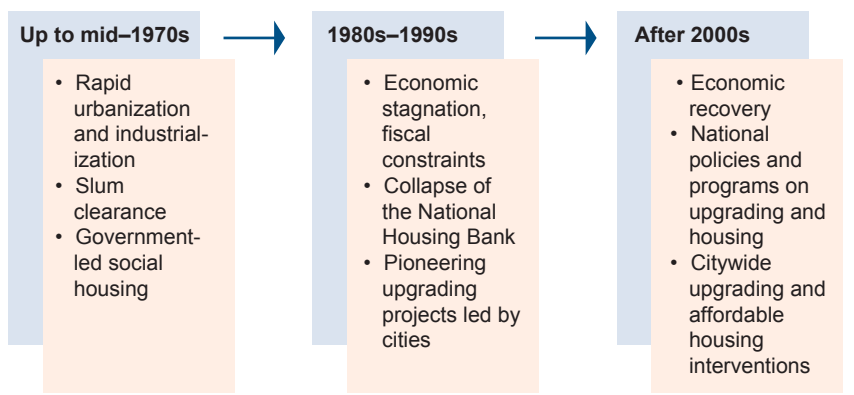 Up to mid–1970s
• Rapid
urbanization
and industrial-
ization
• Slum
clearance
• Government-
led social
housing
1980s–1990s
• Economic
stagnation,
fiscal
constraints
• Collapse of
the National
Housing Bank
• Pioneering
upgrading
projects led by
cities
After 2000s
• Economic
recovery
• National
policies and
programs on
upgrading and
housing
• Citywide
upgrading and
affordable
housing
interventions